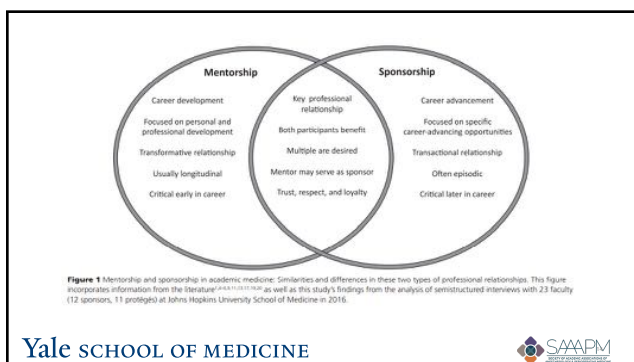 Mentorship
Career development
Focused on personal and
professional development
Transformative relationship
Usually longitudinal
Critical early in career
Key professional
relationship
Both participants benefit
Multiple are desired
Mentor may serve as sponsor
Trust, respect, and loyalty
Sponsorship
Career advancement
Focused on specific
career-advancing opportunities
Transactional relationship
Often episodic
Critical later in career
Figure 1 Mentorship and sponsorship in academic medicine: Similarities and differences in these two types of professional relationships. This figure
incorporates information from the literature as well as this study's findings from the analysis of semistructured interviews with 23 faculty
(12 sponsors, 11 protégés) at Johns Hopkins University School of Medicine in 2016.
Yale SCHOOL OF MEDICINE
SAAAPM